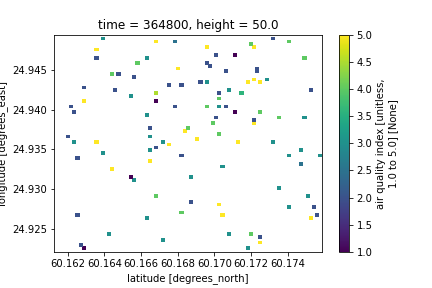 time = 364800, height = 50.0
24.945
24.940
24.935
24.930
24.925
longitude [degrees_east]
60.162 60.164 60.166 60.168 60.170 60.172 60.174
latitude [degrees_north]
5.0
4.5
4.0
3.5
3.0
2.5
2.0
1.5
1.0
air quality index [unitless,
1.0 to 5.0] [None]